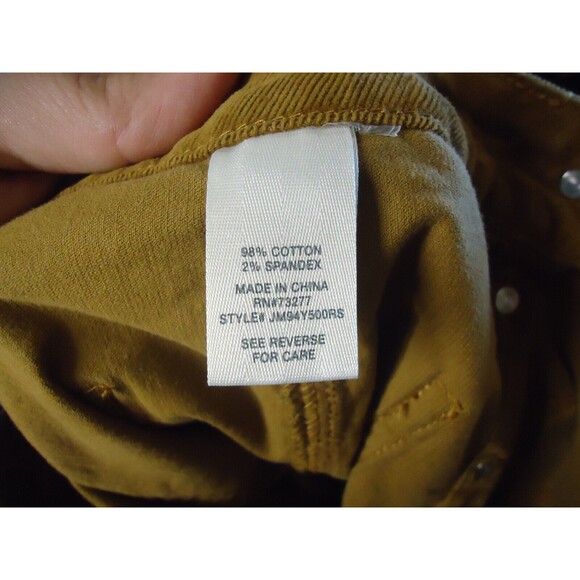 98% COTTON
2% SPANDEX
MADE IN CHINA
RN#73277
STYLE# JM94Y500RS
SEE REVERSE
FOR CARE